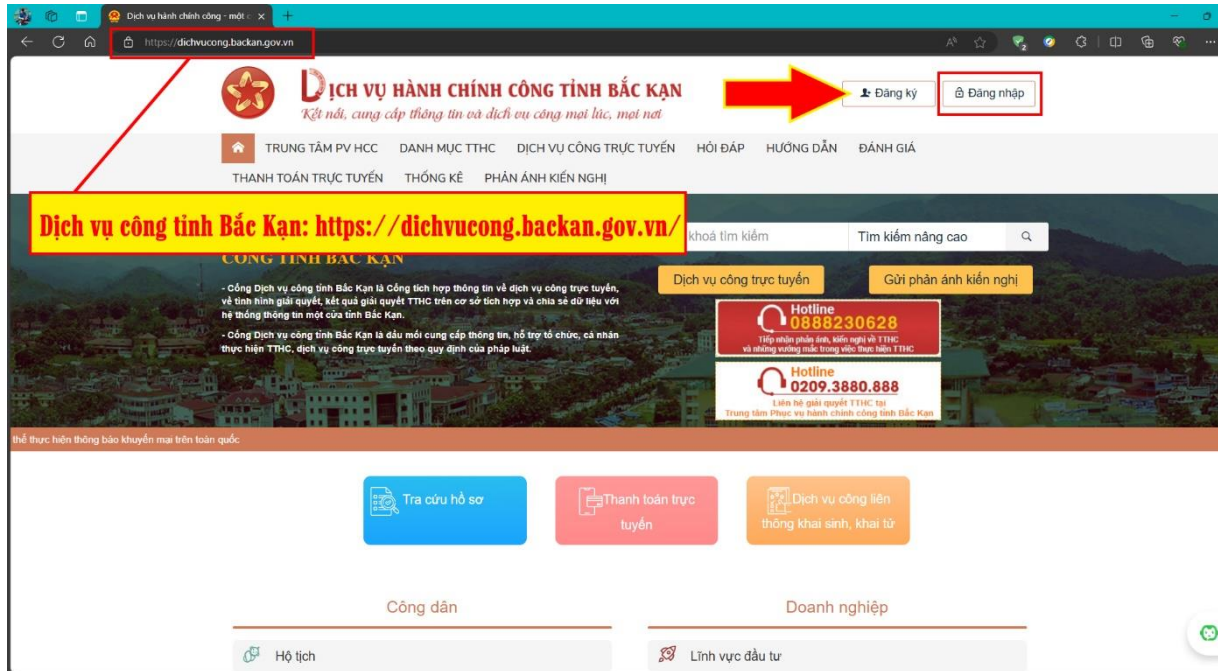 Dịch vụ hành chính công - một c
https://dichvucong.backan.gov.vn
DỊCH VỤ HÀNH CHÍNH CÔNG TỈNH BẮC KẠN
Kết nối, cung cấp thông tin và dịch vụ công mọi lúc, mọi nơi
Đăng ký
Đăng nhập
TRUNG TÂM PV HCC DANH MỤC TTHC DỊCH VỤ CÔNG TRỰC TUYẾN HỎI ĐÁP HƯỚNG DẪN ĐÁNH GIÁ
THANH TOÁN TRỰC TUYẾN THỐNG KÊ PHẢN ÁNH KIẾN NGHỊ
Dịch vụ công tỉnh Bắc Kạn: https://dichvucong.backan.gov.vn/
khoá tìm kiếm
Tìm kiếm nâng cao
CÔNG TỈNH BẮC KẠN
- Cổng Dịch vụ công tỉnh Bắc Kạn là Cổng tích hợp thông tin về dịch vụ công trực tuyến,
về tình hình giải quyết, kết quả giải quyết TTHC trên cơ sở tích hợp và chia sẻ dữ liệu với
hệ thống thông tin một cửa tỉnh Bắc Kạn.
- Cổng Dịch vụ công tỉnh Bắc Kạn là đầu mối cung cấp thông tin, hỗ trợ tổ chức, cá nhân
thực hiện TTHC, dịch vụ công trực tuyến theo quy định của pháp luật.
Dịch vụ công trực tuyến
Gửi phản ánh kiến nghị
Hotline
0888230628
Tiếp nhận phản ánh, kiến nghị về TTHC
và những vướng mắc trong việc thực hiện TTHC
Hotline
0209.3880.888
Liên hệ giải quyết TTHC tại
Trung tâm Phục vụ hành chính công tỉnh Bắc Kạn
thể thực hiện thông báo khuyến mại trên toàn quốc
Tra cứu hồ sơ
Thanh toán trực
tuyến
Dịch vụ công liên
thông khai sinh, khai tử
Công dân
Doanh nghiệp
Hộ tịch
Lĩnh vực đầu tư